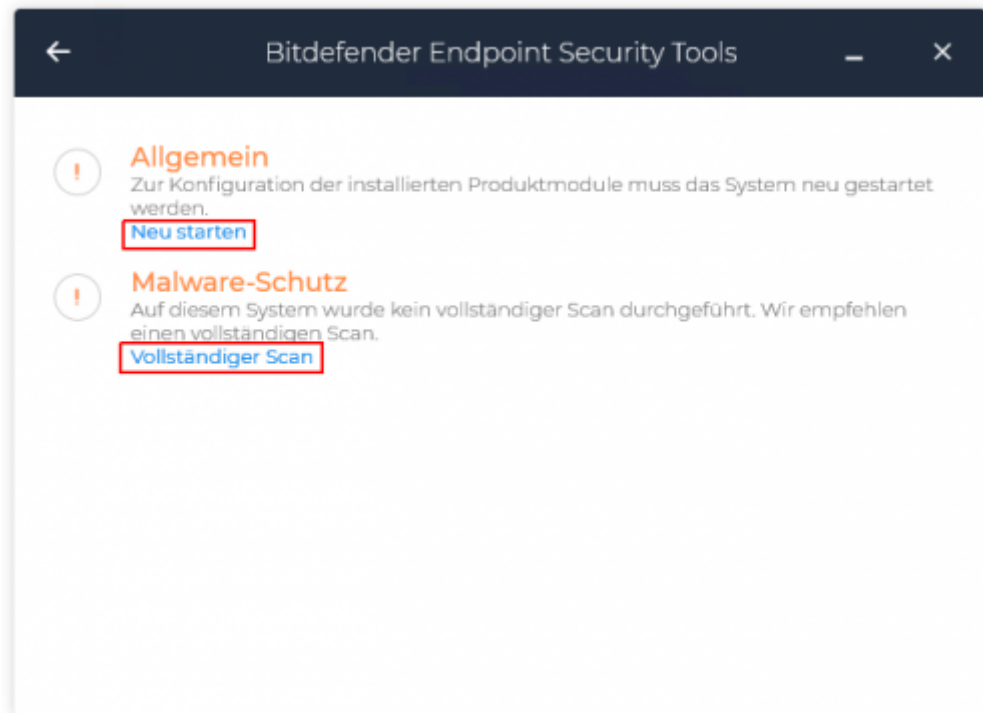 Bitdefender Endpoint Security Tools
Allgemein
Zur Konfiguration der installierten Produktmodule muss das System neu gestartet
werden.
Neu starten
Malware-Schutz
Auf diesem System wurde kein vollständiger Scan durchgeführt. Wir empfehlen
einen vollständigen Scan.
Vollständiger Scan